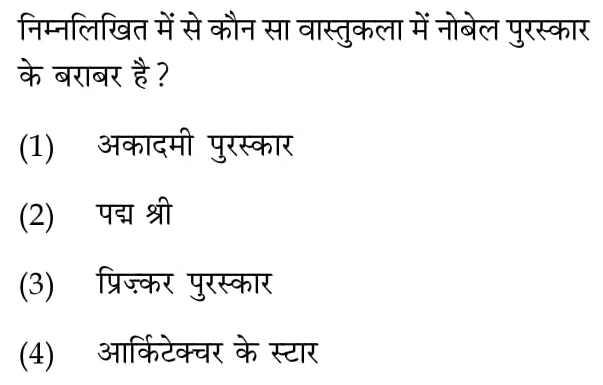 निम्नलिखित में से कौन सा वास्तुकला में नोबेल पुरस्कार
के बराबर है ?
(1) अकादमी पुरस्कार
(2) पद्म श्री
(3) प्रिज़्कर पुरस्कार
(4) आर्किटेक्चर के स्टार